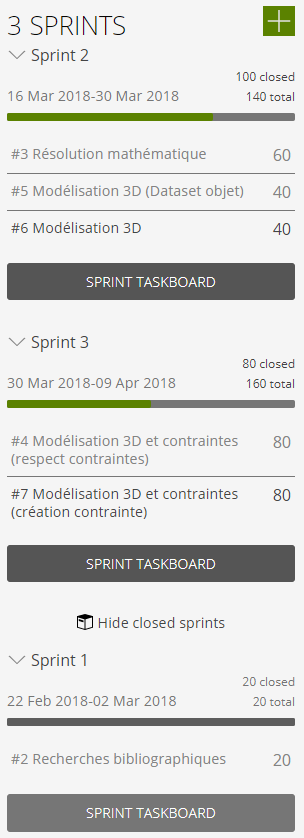 3 SPRINTS
Sprint 2
100 closed
16 Mar 2018-30 Mar 2018
140 total
#3 Résolution mathématique 60
#5 Modélisation 3D (Dataset objet) 40
#6 Modélisation 3D 40
SPRINT TASKBOARD
Sprint 3
80 closed
30 Mar 2018-09 Apr 2018
160 total
#4 Modélisation 3D et contraintes 80
(respect contraintes)
#7 Modélisation 3D et contraintes 80
(création contrainte)
SPRINT TASKBOARD
Hide closed sprints
Sprint 1
20 closed
22 Feb 2018-02 Mar 2018
20 total
#2 Recherches bibliographiques 20
SPRINT TASKBOARD